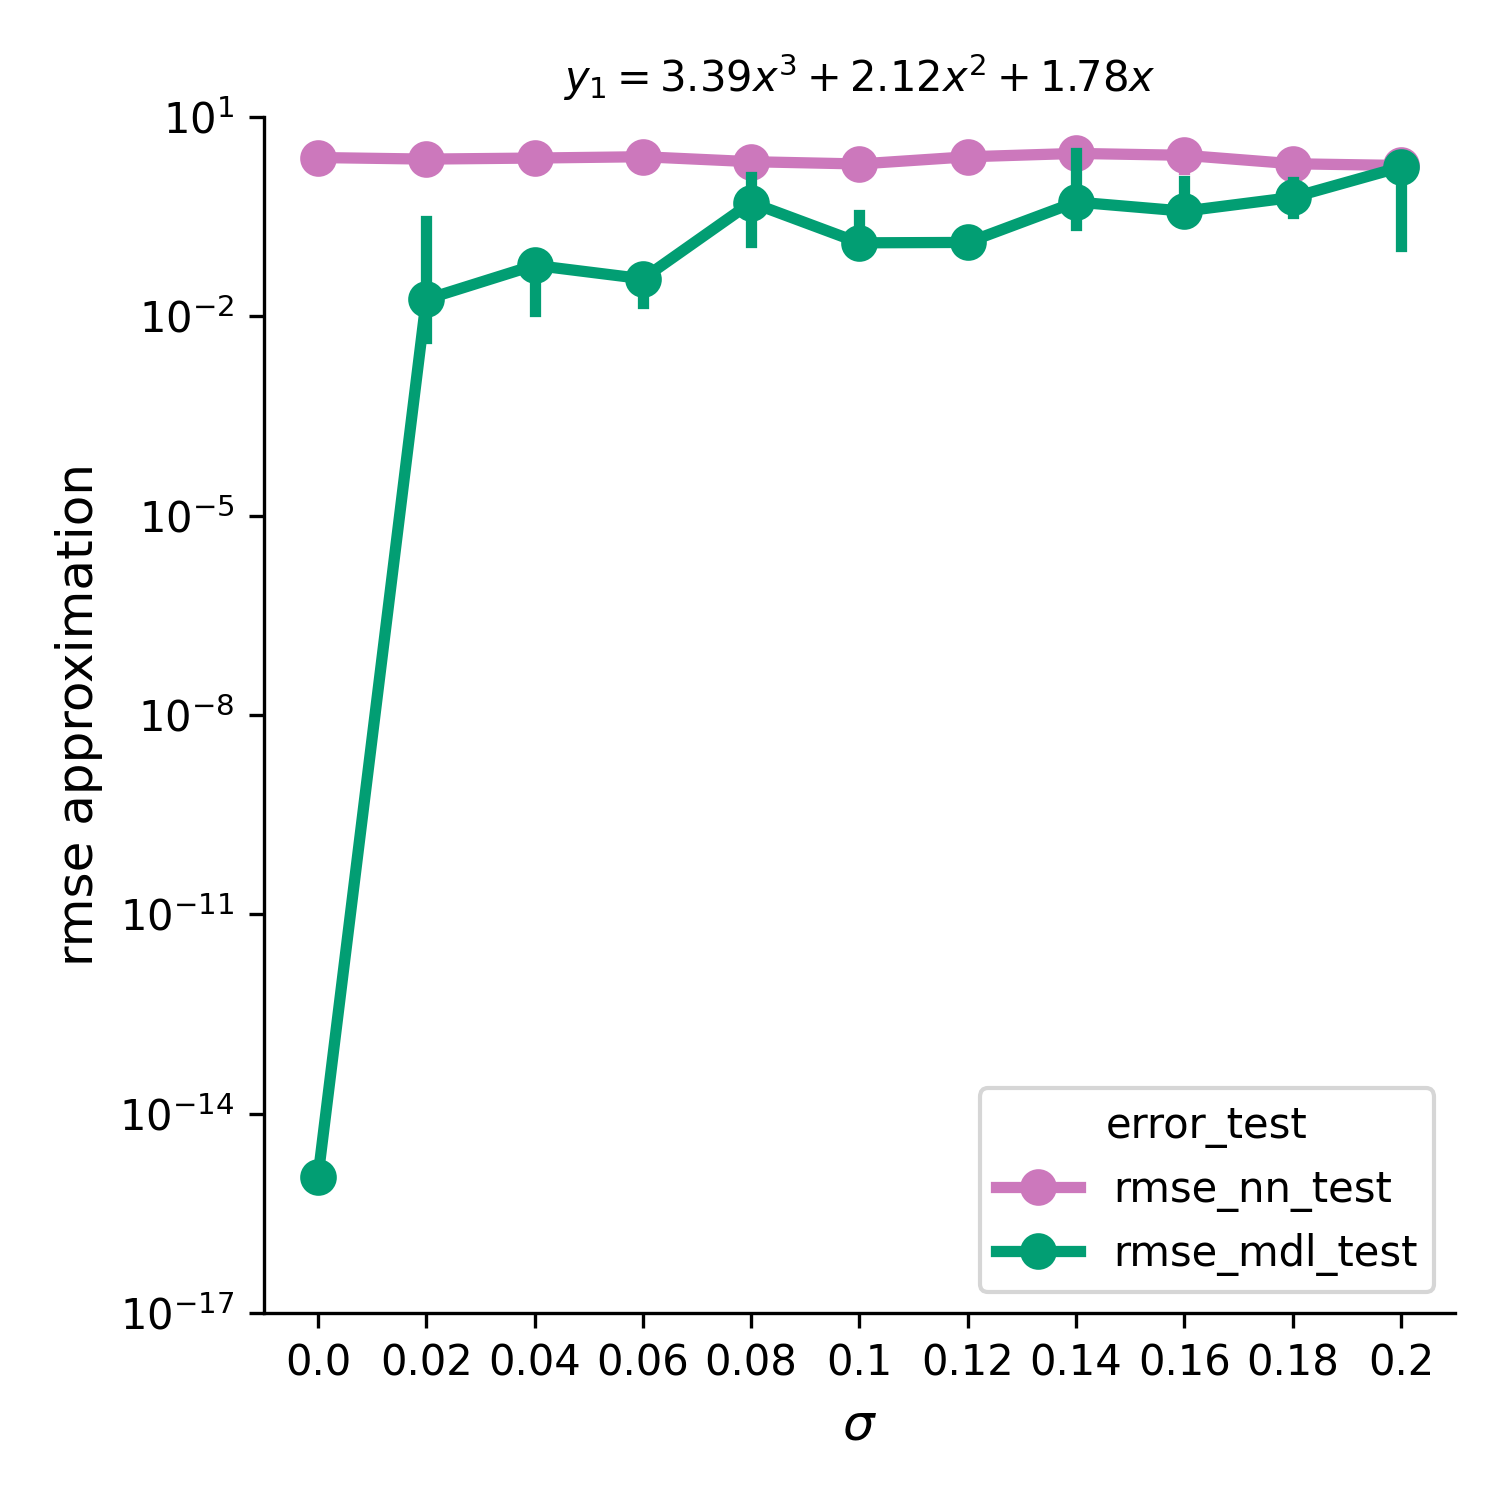 y₁ = 3.39x³ + 2.12x² + 1.78x
10¹
10⁻²
10⁻⁵
10⁻⁸
10⁻¹¹
10⁻¹⁴
10⁻¹⁷
rmse approximation
error_test
rmse_nn_test
rmse_mdl_test
0.0 0.02 0.04 0.06 0.08 0.1 0.12 0.14 0.16 0.18 0.2
σ